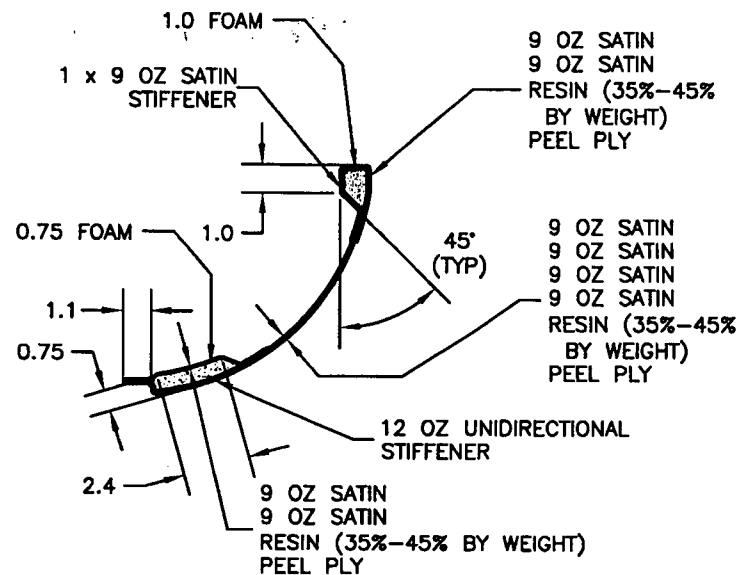 1.0 FOAM
1 x 9 OZ SATIN
STIFFENER
9 OZ SATIN
9 OZ SATIN
RESIN (35%-45%
BY WEIGHT)
PEEL PLY
1.0
0.75 FOAM
45°
(TYP)
9 OZ SATIN
9 OZ SATIN
9 OZ SATIN
9 OZ SATIN
RESIN (35%-45%
BY WEIGHT)
PEEL PLY
1.1
0.75
12 OZ UNIDIRECTIONAL
STIFFENER
2.4
9 OZ SATIN
9 OZ SATIN
RESIN (35%-45% BY WEIGHT)
PEEL PLY